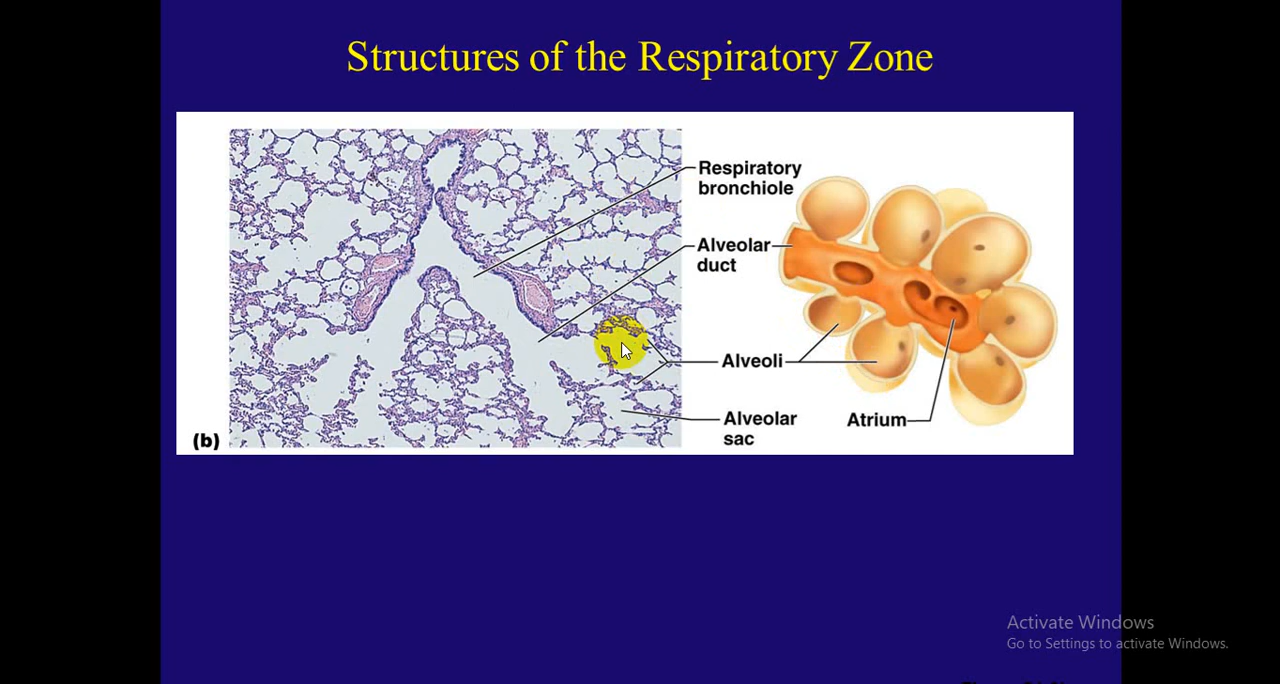 Structures of the Respiratory Zone
Respiratory
bronchiole
Alveolar
duct
Alveoli
Alveolar
sac
Atrium
(b)
Activate Windows
Go to Settings to activate Windows.